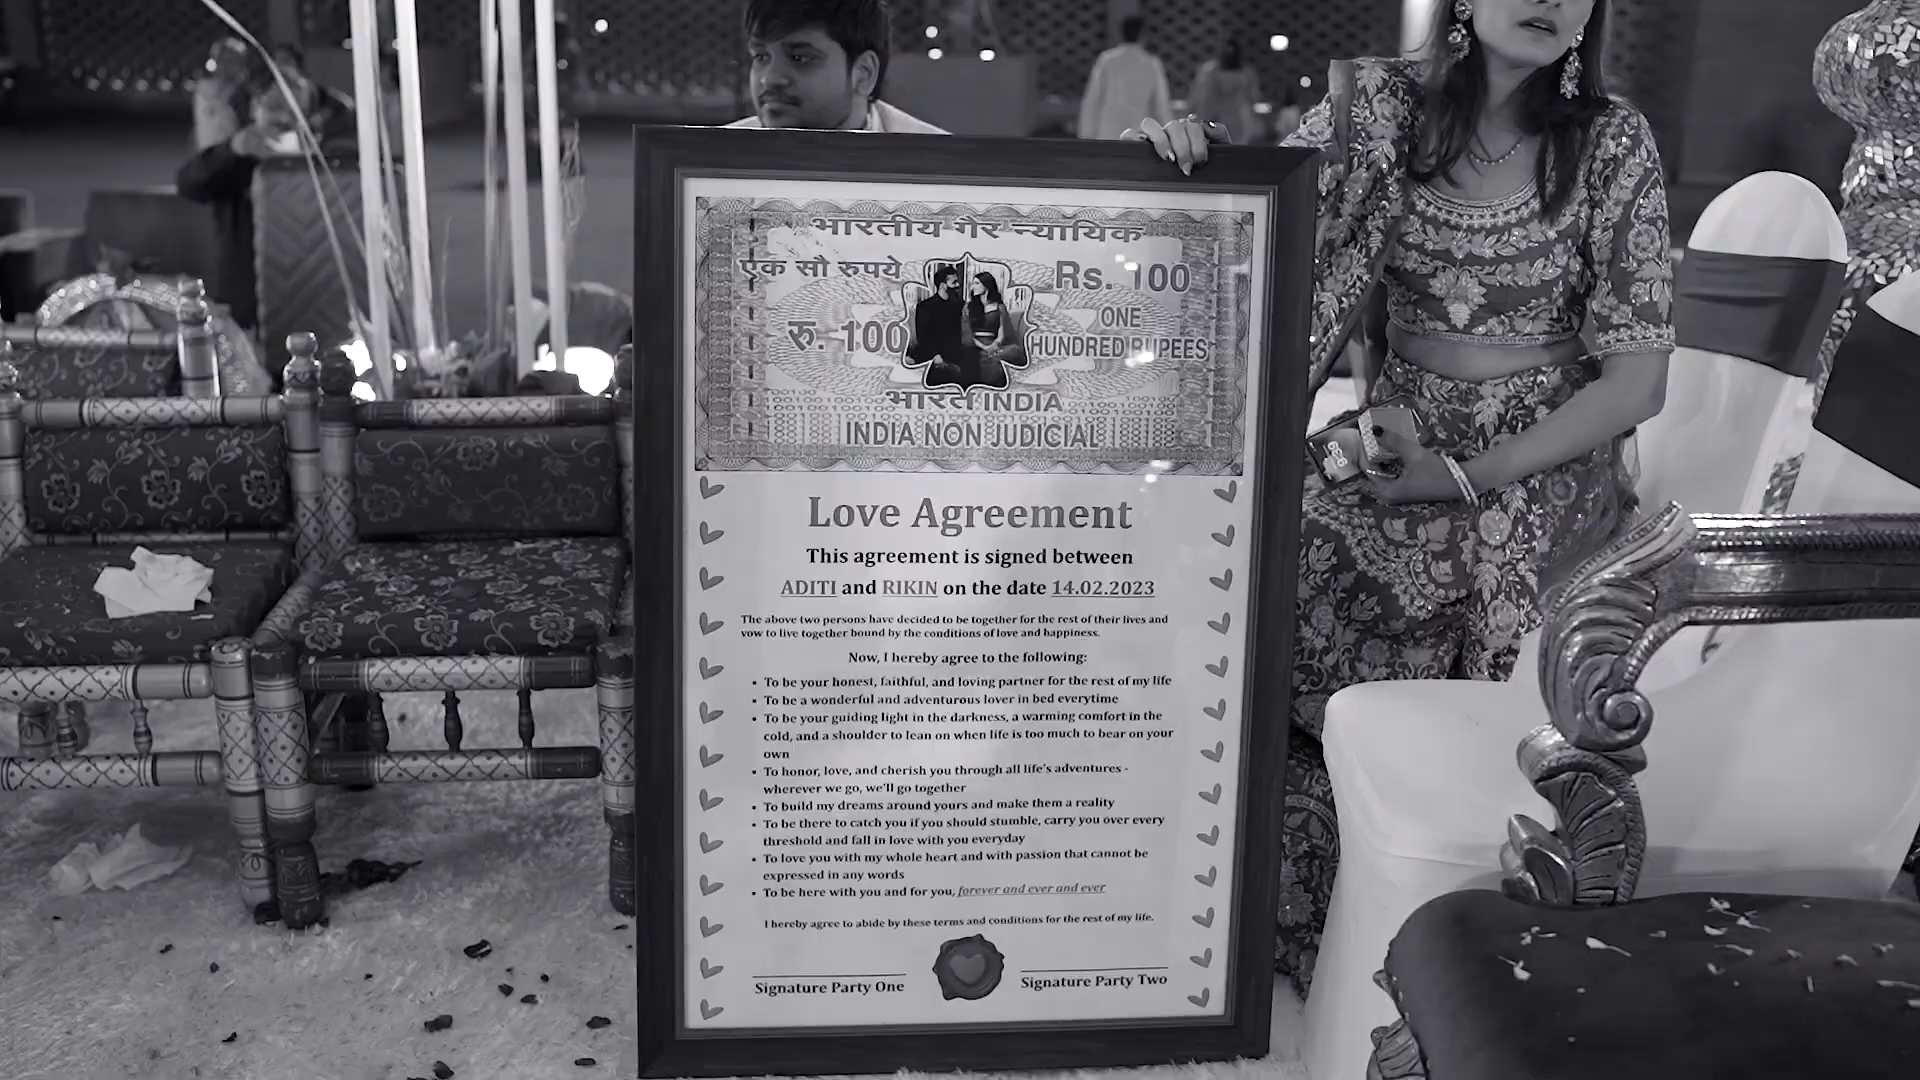 भारतीय गैर न्यायिक
एक सौ रुपये
Rs. 100
रु. 100
ONE
HUNDRED RUPEES
भारत INDIA
INDIA NON JUDICIAL
Love Agreement
This agreement is signed between
ADITI and RIKIN on the date 14.02.2023
The above two persons have decided to be together for the rest of their lives and
vow to live together bound by the conditions of love and happiness.
Now, I hereby agree to the following:
• To be your honest, faithful, and loving partner for the rest of my life
• To be a wonderful and adventurous lover in bed everytime
• To be your guiding light in the darkness, a warming comfort in the
cold, and a shoulder to lean on when life is too much to bear on your
own
• To honor, love, and cherish you through all life's adventures -
wherever we go, we'll go together
• To build my dreams around yours and make them a reality
• To be there to catch you if you should stumble, carry you over every
threshold and fall in love with you everyday
• To love you with my whole heart and with passion that cannot be
expressed in any words
• To be here with you and for you, forever and ever and ever
I hereby agree to abide by these terms and conditions for the rest of my life.
Signature Party One
Signature Party Two